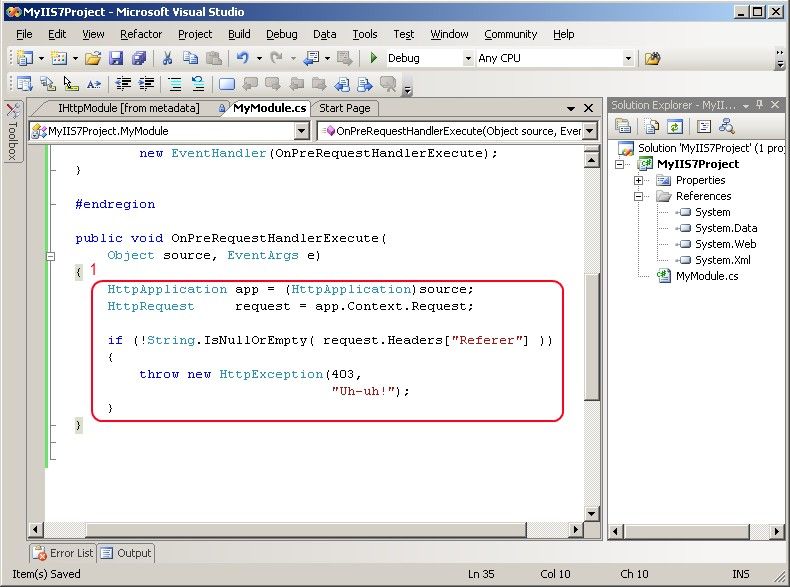 MyIIS7Project - Microsoft Visual Studio
File Edit View Refactor Project Build Debug Data Tools Test Window Community Help
Debug Any CPU
IHttpModule [from metadata] MyModule.cs Start Page
MyIIS7Project.MyModule OnPreRequestHandlerExecute(Object source, Even
Toolbox
new EventHandler(OnPreRequestHandlerExecute);
}
#endregion
public void OnPreRequestHandlerExecute(
Object source, EventArgs e)
{ 1
HttpApplication app = (HttpApplication)source;
HttpRequest request = app.Context.Request;
if (!String.IsNullOrEmpty( request.Headers["Referer"] ))
{
throw new HttpException(403,
"Uh-uh!");
}
}
Solution Explorer - MyII...
Solution 'MyIIS7Project' (1 proj
MyIIS7Project
Properties
References
System
System.Data
System.Web
System.Xml
MyModule.cs
Error List Output
Item(s) Saved Ln 35 Col 10 Ch 10 INS